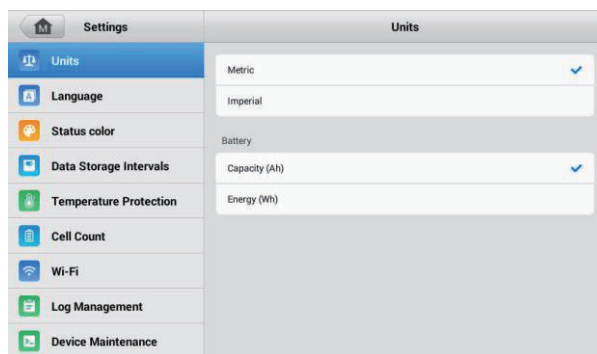 M
Settings
Units
Units
Language
Status color
Data Storage Intervals
Temperature Protection
Cell Count
Wi-Fi
Log Management
Device Maintenance
Metric
Imperial
Battery
Capacity (Ah)
Energy (Wh)